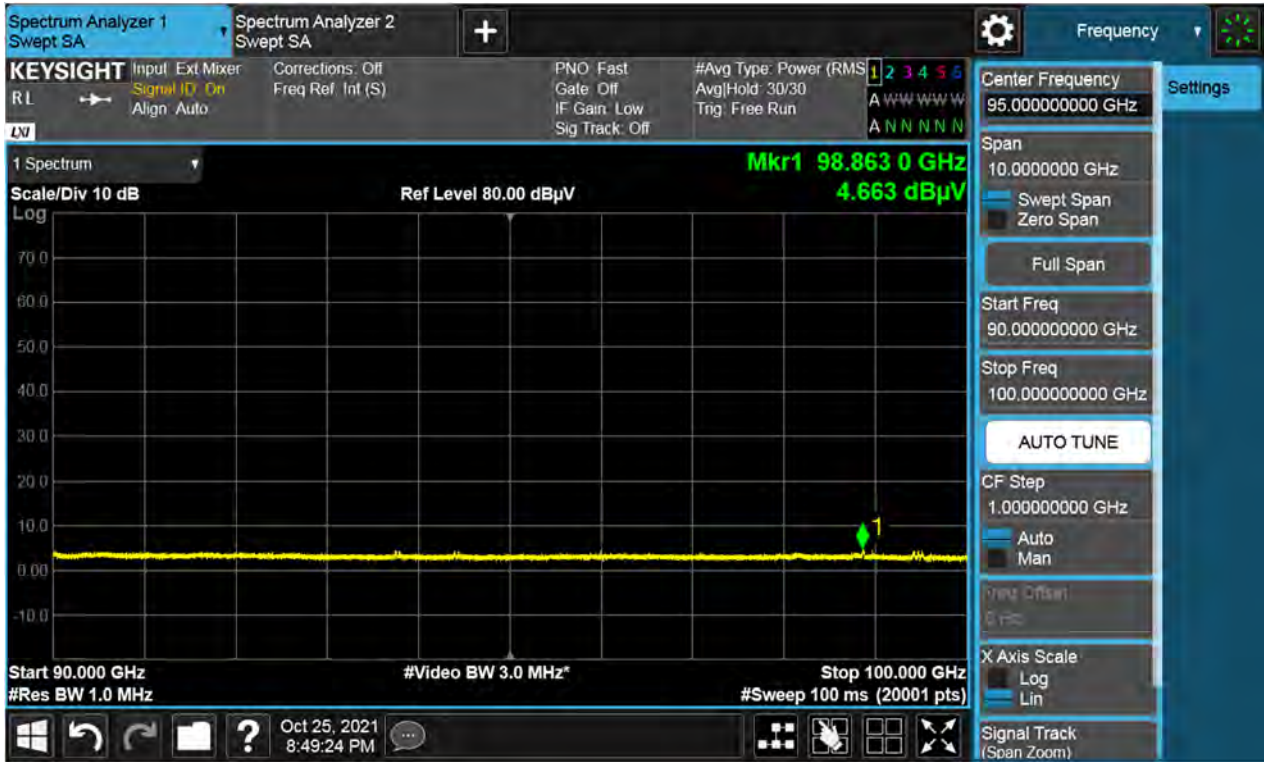 Spectrum Analyzer 1
Swept SA
Spectrum Analyzer 2
Swept SA
+
Frequency
KEYSIGHT
RL
LXI
Input: Ext Mixer
Signal ID: On
Align: Auto
Corrections: Off
Freq Ref: Int (S)
PNO: Fast
Gate: Off
IF Gain: Low
Sig Track: Off
#Avg Type: Power (RMS
Avg|Hold: 30/30
Trig: Free Run
1 2 3 4 5 6
A W W W W W
A N N N N N
Center Frequency
95.000000000 GHz
Settings
Span
10.0000000 GHz
Swept Span
Zero Span
Full Span
Start Freq
90.000000000 GHz
Stop Freq
100.000000000 GHz
AUTO TUNE
CF Step
1.000000000 GHz
Auto
Man
Freq Offset
0 Hz
X Axis Scale
Log
Lin
Signal Track
(Span Zoom)
1 Spectrum
Scale/Div 10 dB
Ref Level 80.00 dBµV
Mkr1 98.863 0 GHz
4.663 dBµV
Log
70.0
60.0
50.0
40.0
30.0
20.0
10.0
0.00
-10.0
1
Start 90.000 GHz
#Video BW 3.0 MHz*
Stop 100.000 GHz
#Res BW 1.0 MHz
#Sweep 100 ms (20001 pts)
?
Oct 25, 2021
8:49:24 PM